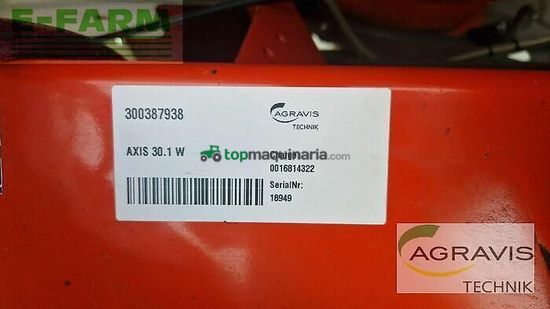 E-FARM
300387938
AGRAVIS
TECHNIK
AXIS 30.1 W
topmaquinaria.com
0016814322
SerialNr:
18949
AGRAVIS
TECHNIK